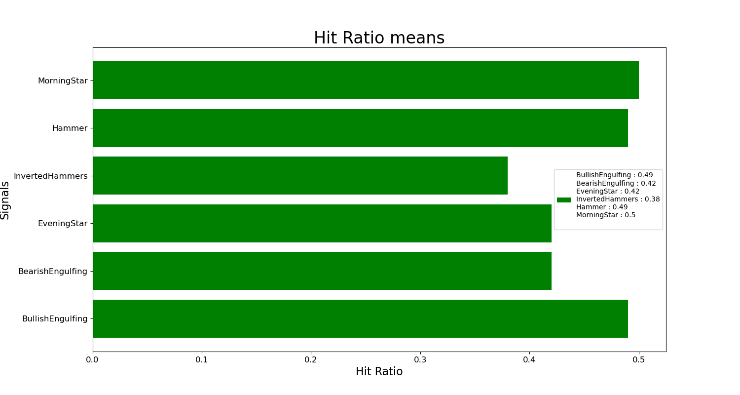 Hit Ratio means
MorningStar
Hammer
InvertedHammers
EveningStar
BearishEngulfing
BullishEngulfing
Signals
BullishEngulfing : 0.49
BearishEngulfing : 0.42
EveningStar : 0.42
InvertedHammers : 0.38
Hammer : 0.49
MorningStar : 0.5
0.0 0.1 0.2 0.3 0.4 0.5
Hit Ratio